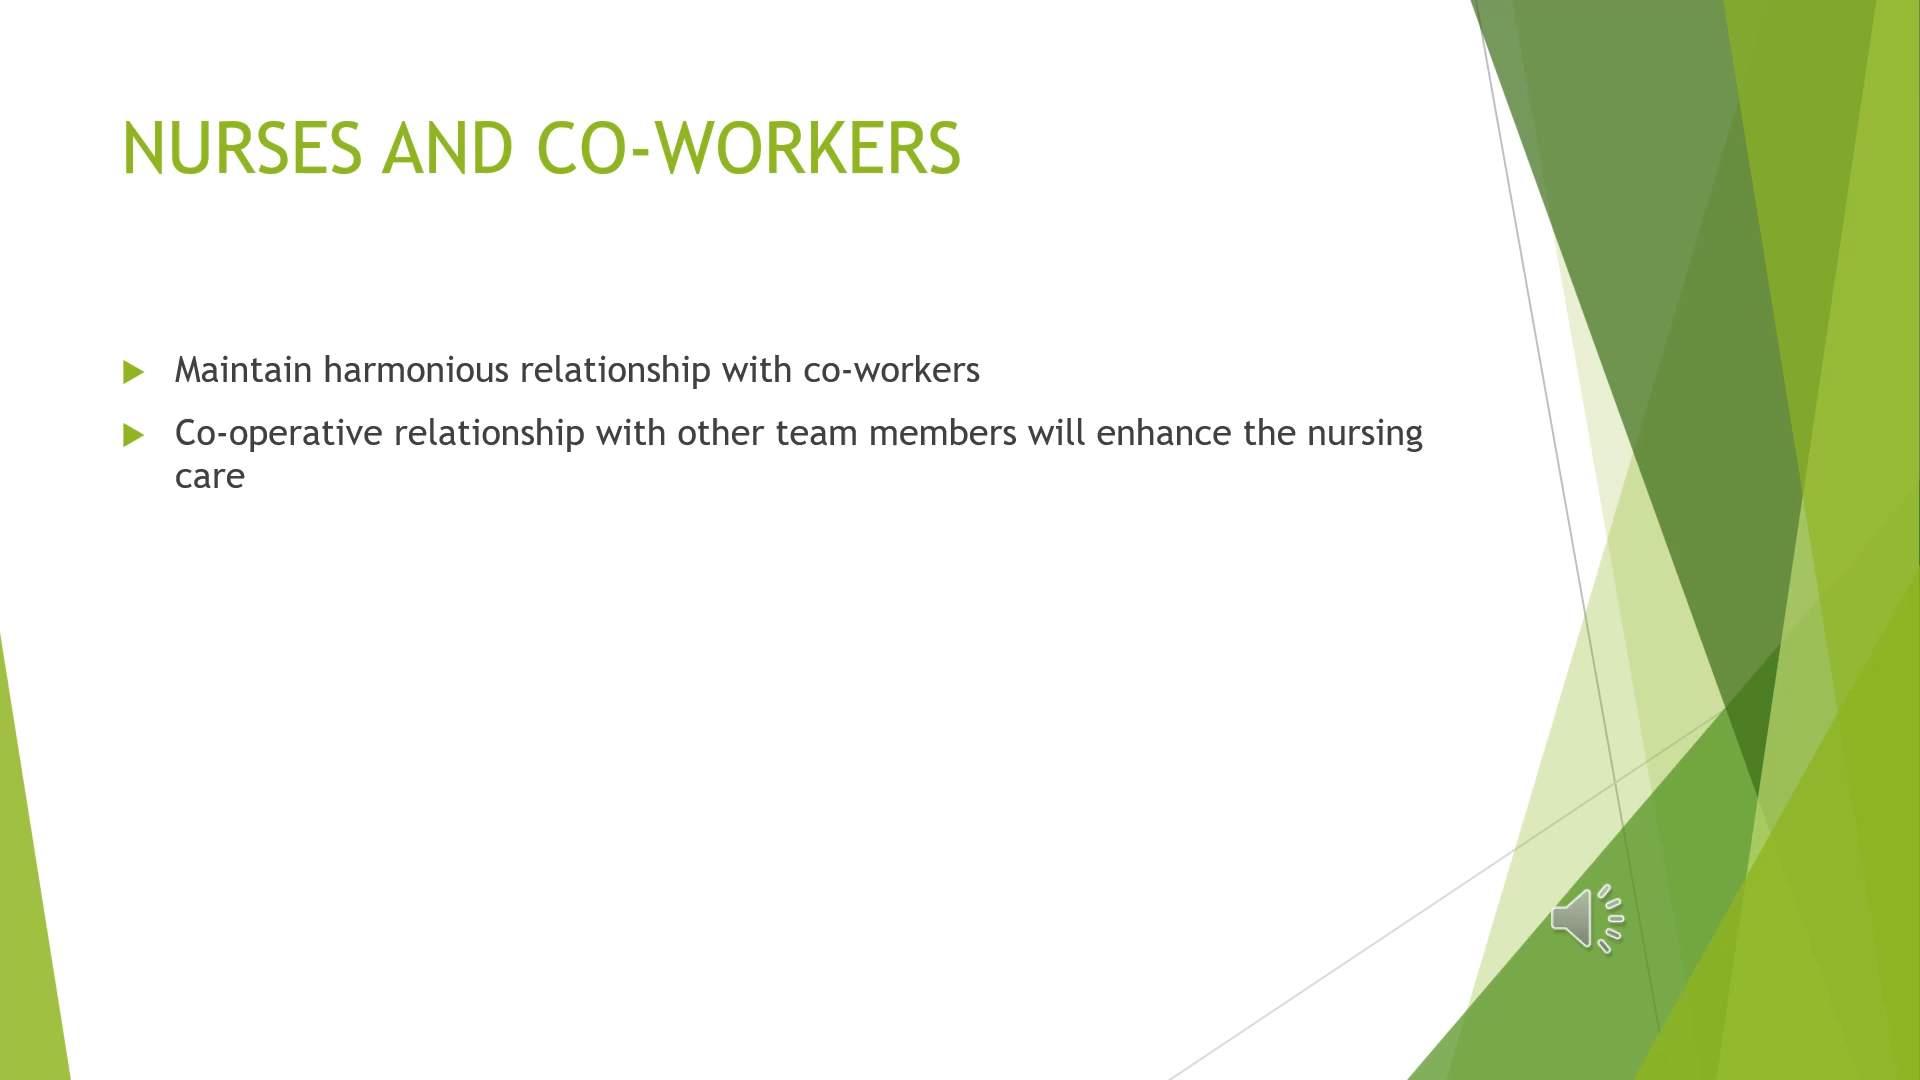 NURSES AND CO-WORKERS
Maintain harmonious relationship with co-workers
Co-operative relationship with other team members will enhance the nursing
care